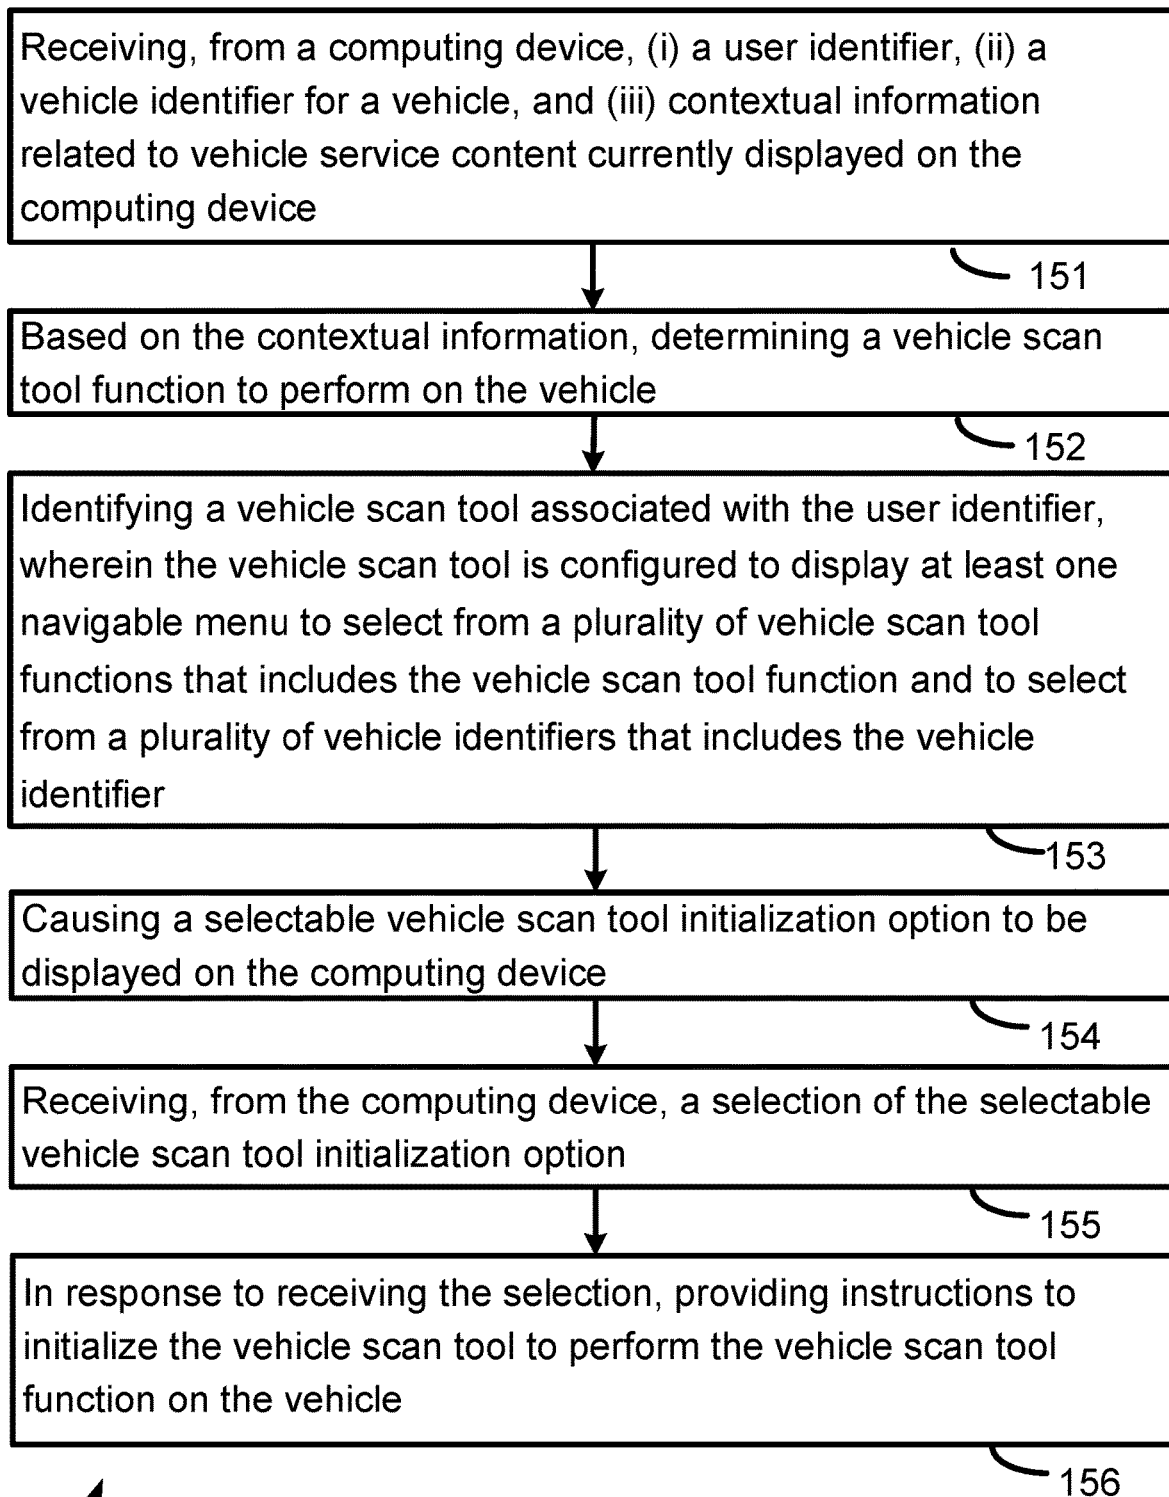 Receiving, from a computing device, (i) a user identifier, (ii) a
vehicle identifier for a vehicle, and (iii) contextual information
related to vehicle service content currently displayed on the
computing device
151
Based on the contextual information, determining a vehicle scan
tool function to perform on the vehicle
152
Identifying a vehicle scan tool associated with the user identifier,
wherein the vehicle scan tool is configured to display at least one
navigable menu to select from a plurality of vehicle scan tool
functions that includes the vehicle scan tool function and to select
from a plurality of vehicle identifiers that includes the vehicle
identifier
153
Causing a selectable vehicle scan tool initialization option to be
displayed on the computing device
154
Receiving, from the computing device, a selection of the selectable
vehicle scan tool initialization option
155
In response to receiving the selection, providing instructions to
initialize the vehicle scan tool to perform the vehicle scan tool
function on the vehicle
156